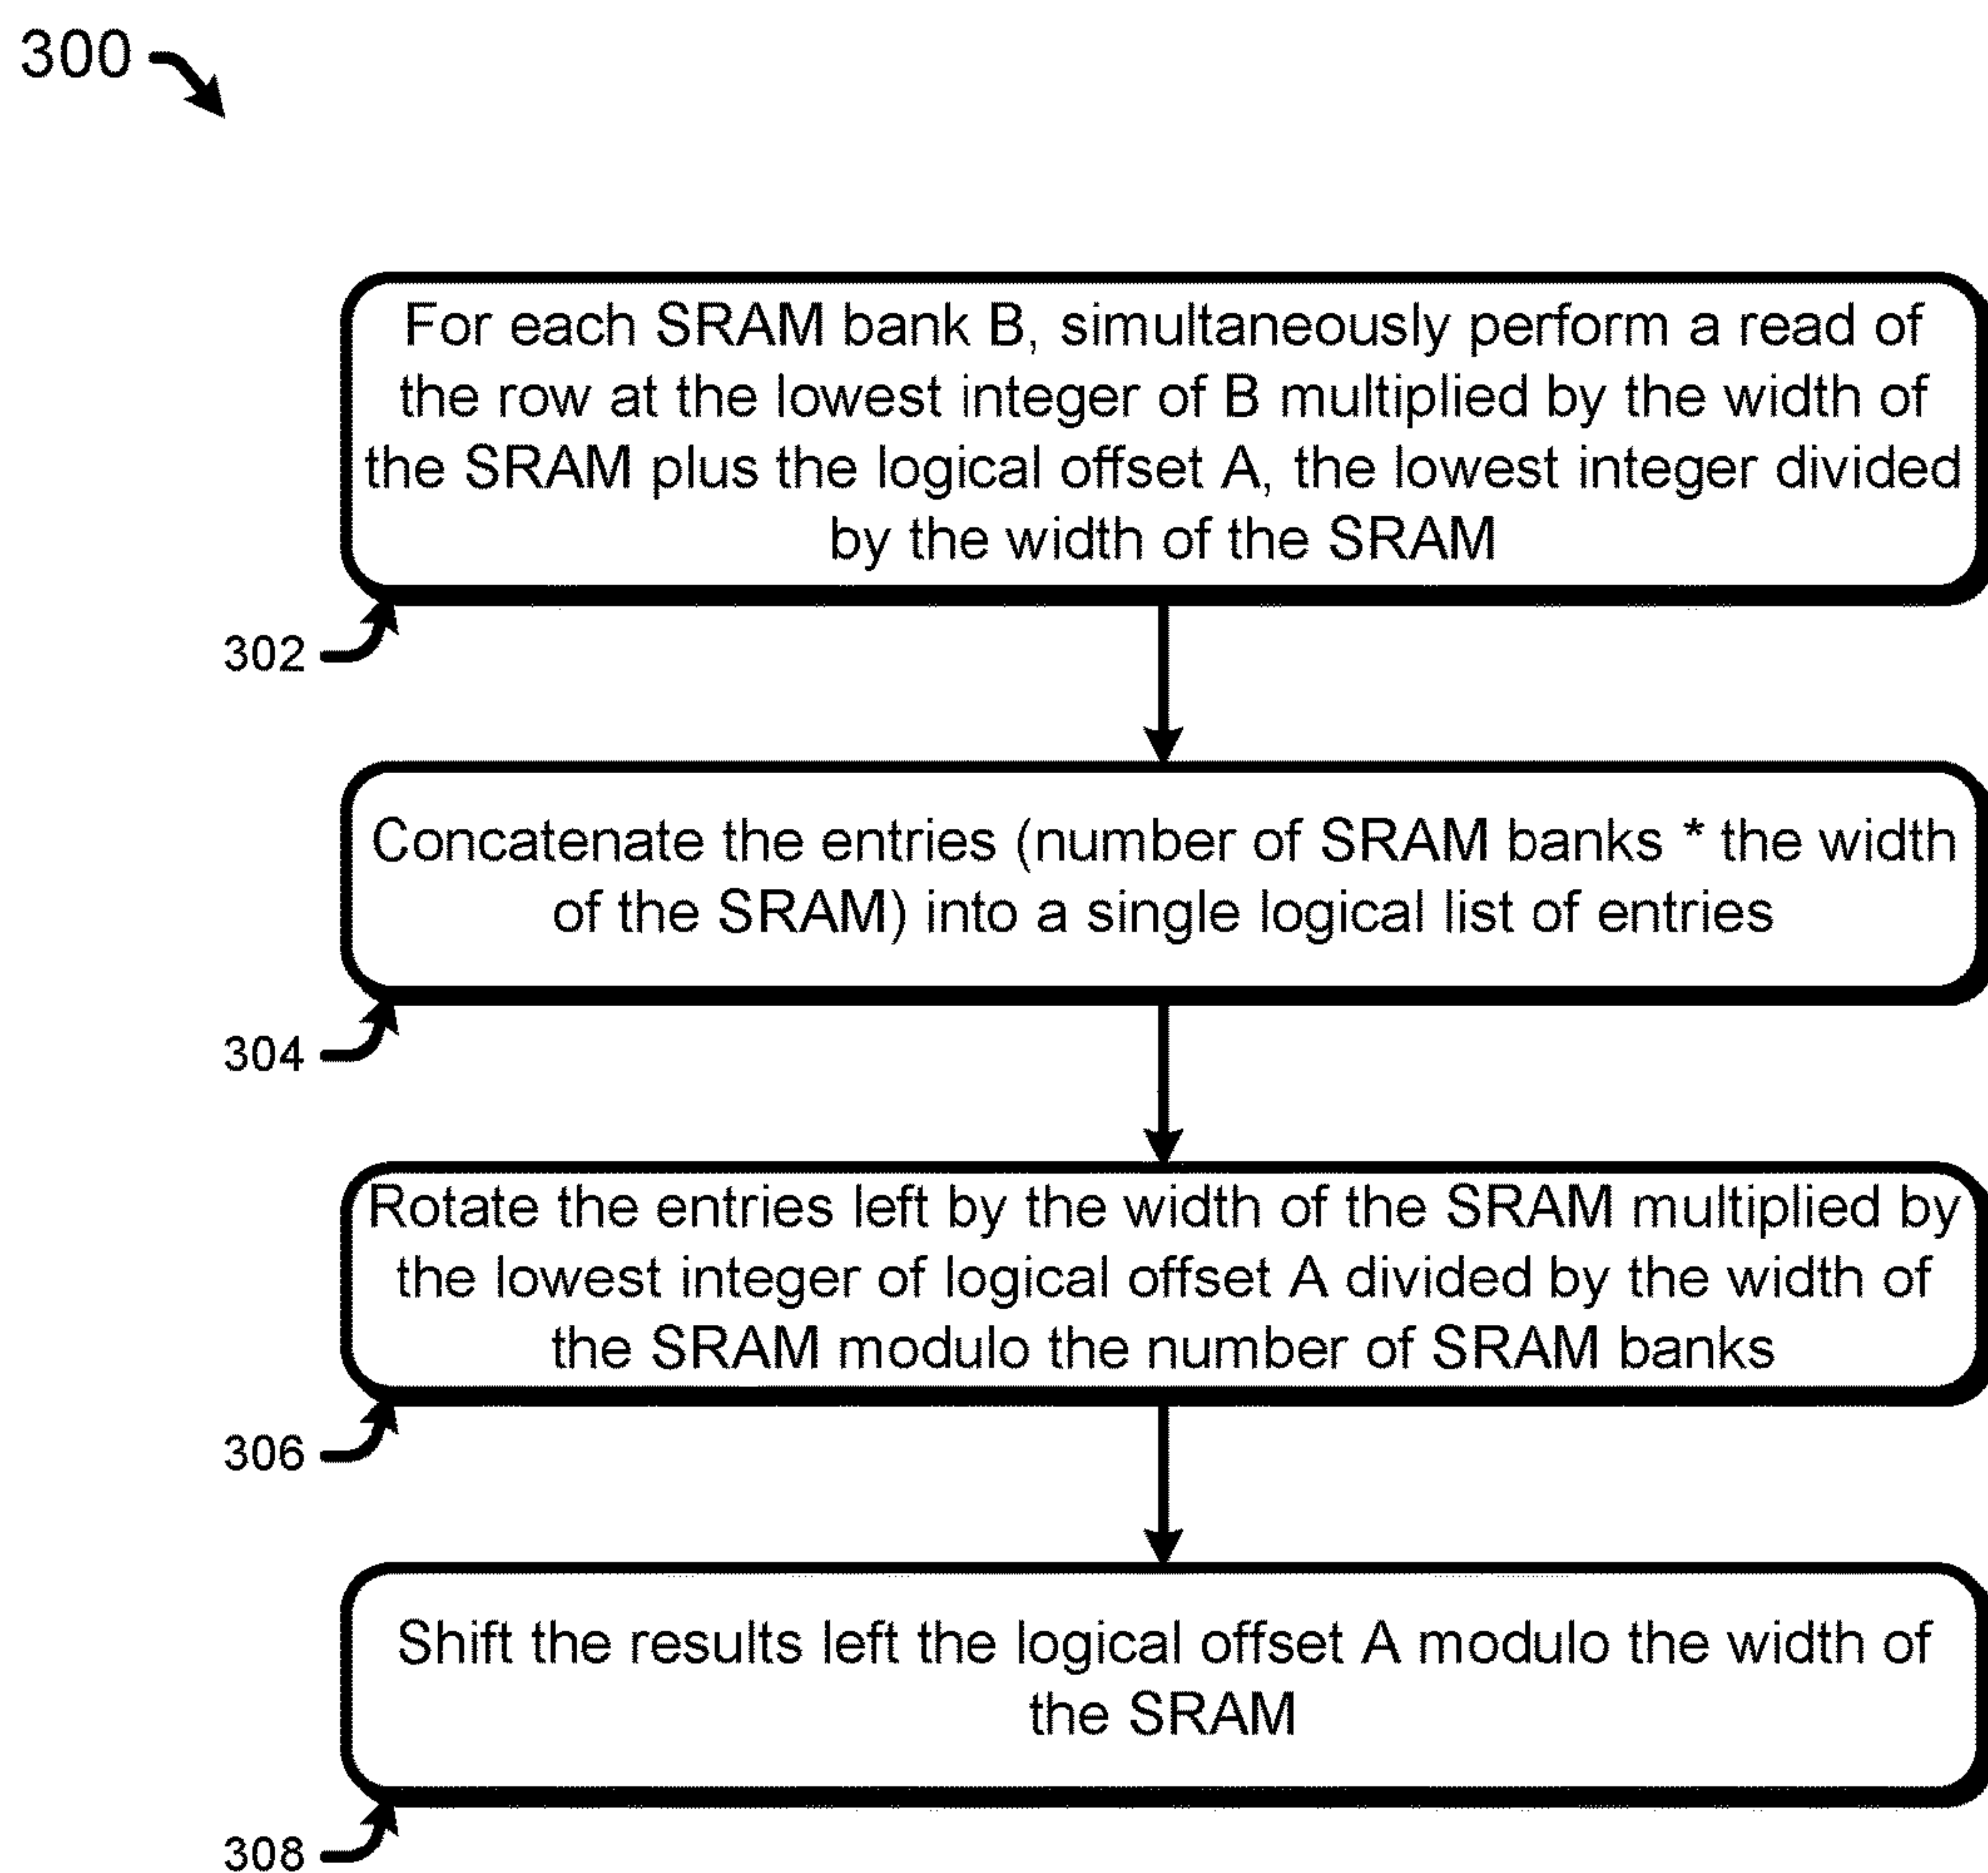 300
For each SRAM bank B, simultaneously perform a read of
the row at the lowest integer of B multiplied by the width of
the SRAM plus the logical offset A, the lowest integer divided
by the width of the SRAM
302
Concatenate the entries (number of SRAM banks * the width
of the SRAM) into a single logical list of entries
304
Rotate the entries left by the width of the SRAM multiplied by
the lowest integer of logical offset A divided by the width of
the SRAM modulo the number of SRAM banks
306
Shift the results left the logical offset A modulo the width of
the SRAM
308